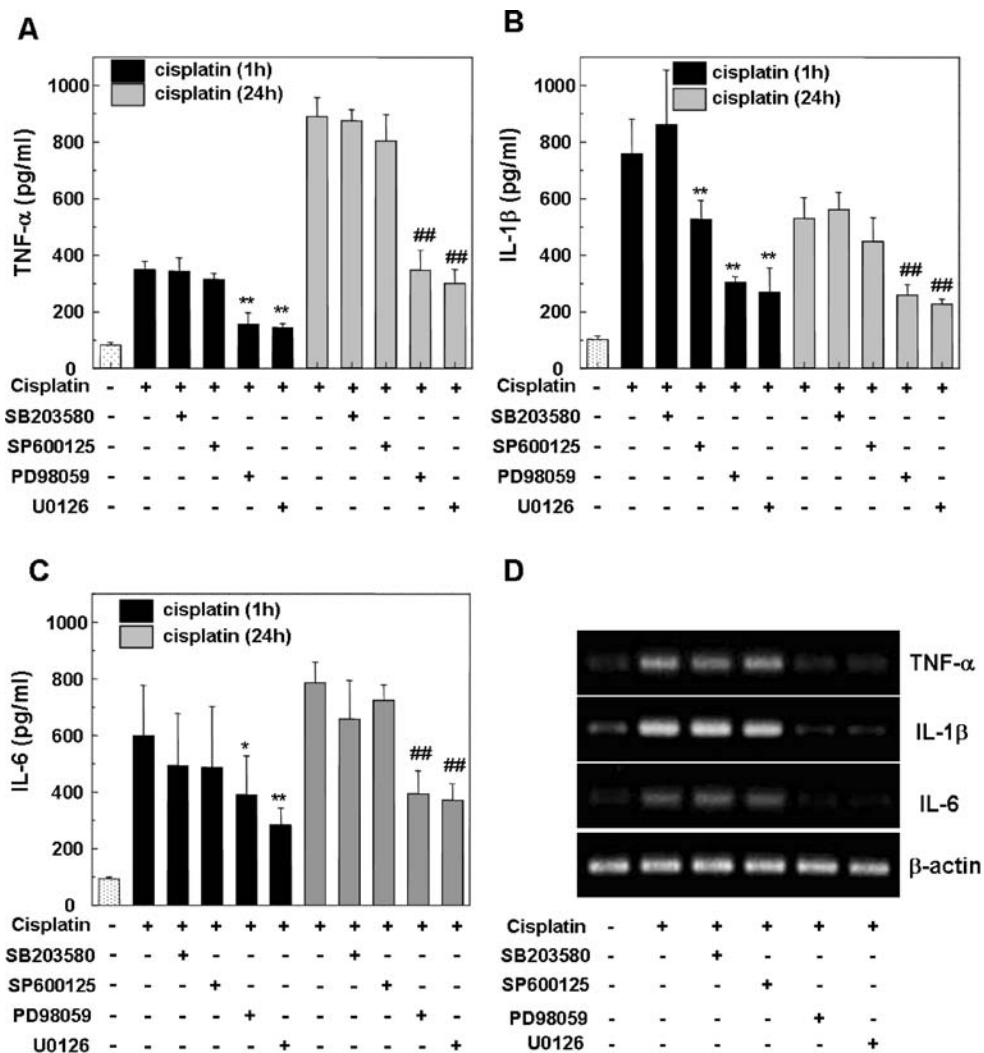 A
cisplatin (1h)
cisplatin (24h)
TNF-α (pg/ml)
1000
800
600
400
200
0
** ** ## ##
Cisplatin - + + + + + + + + + +
SB203580 - - + - - - - + - - -
SP600125 - - - + - - - - + - -
PD98059 - - - - + - - - - + -
U0126 - - - - - + - - - - +
B
cisplatin (1h)
cisplatin (24h)
IL-1β (pg/ml)
1000
800
600
400
200
0
** ** ** ## ##
Cisplatin - + + + + + + + + + +
SB203580 - - + - - - - + - - -
SP600125 - - - + - - - - + - -
PD98059 - - - - + - - - - + -
U0126 - - - - - + - - - - +
C
cisplatin (1h)
cisplatin (24h)
IL-6 (pg/ml)
1000
800
600
400
200
0
* ** ## ##
Cisplatin - + + + + + + + + + +
SB203580 - - + - - - - + - - -
SP600125 - - - + - - - - + - -
PD98059 - - - - + - - - - + -
U0126 - - - - - + - - - - +
D
TNF-α
IL-1β
IL-6
β-actin
Cisplatin - + + + + +
SB203580 - - + - - -
SP600125 - - - + - -
PD98059 - - - - + -
U0126 - - - - - +